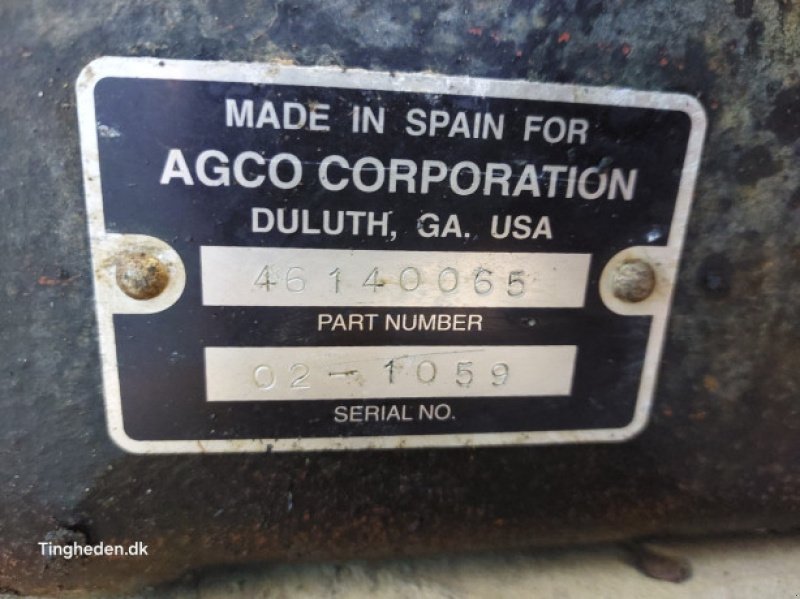 MADE IN SPAIN FOR
AGCO CORPORATION
DULUTH, GA. USA
46140065
PART NUMBER
02-1059
SERIAL NO.
Tingheden.dk